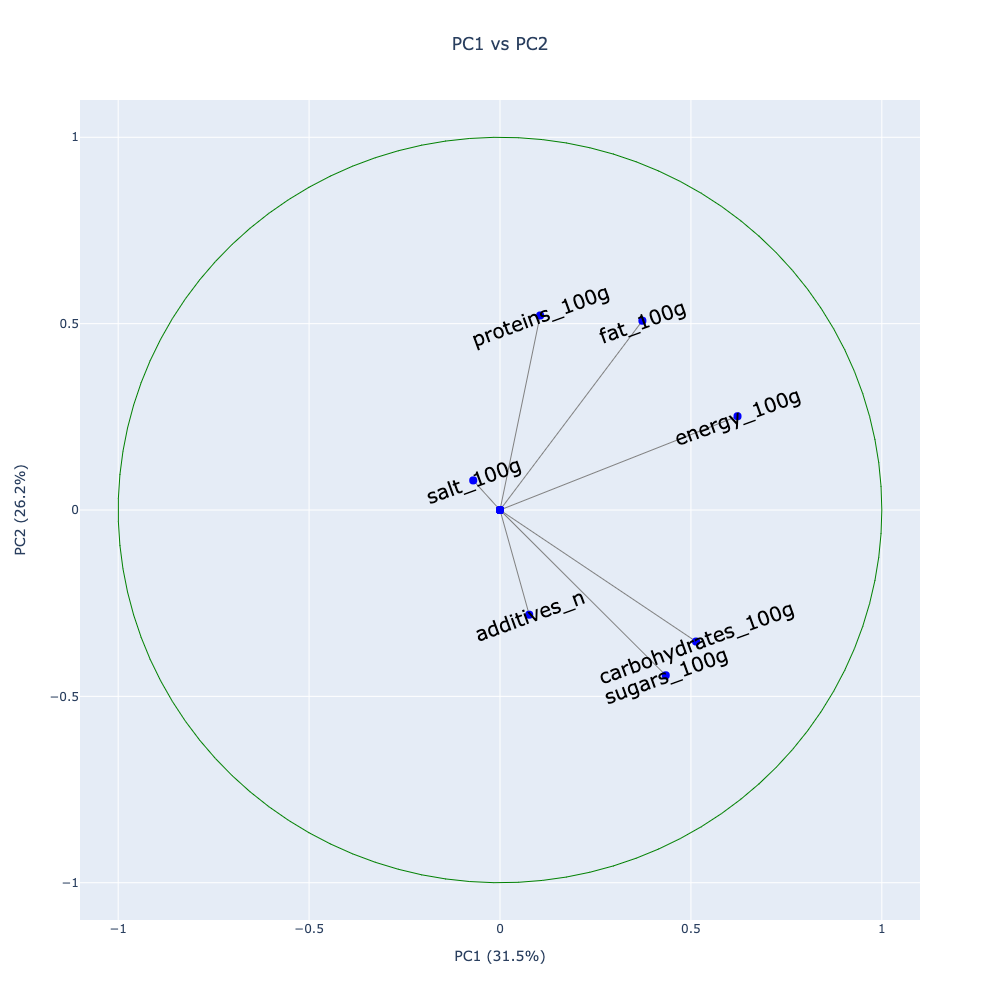 PC1 vs PC2
1
0.5
0
−0.5
−1
PC2 (26.2%)
proteins_100g
fat_100g
energy_100g
salt_100g
additives_n
carbohydrates_100g
sugars_100g
−1
−0.5
0
0.5
1
PC1 (31.5%)